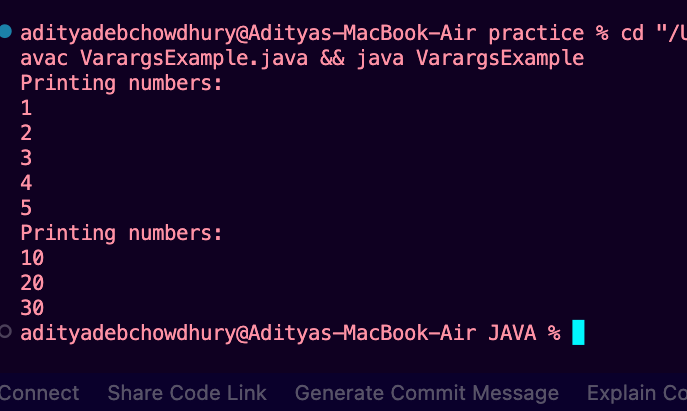 adityadebchowdhury@Adityas-MacBook-Air practice % cd "/
avac VarargsExample.java && java VarargsExample
Printing numbers:
1
2
3
4
5
Printing numbers:
10
20
30
adityadebchowdhury@Adityas-MacBook-Air JAVA %
Connect Share Code Link Generate Commit Message Explain Co